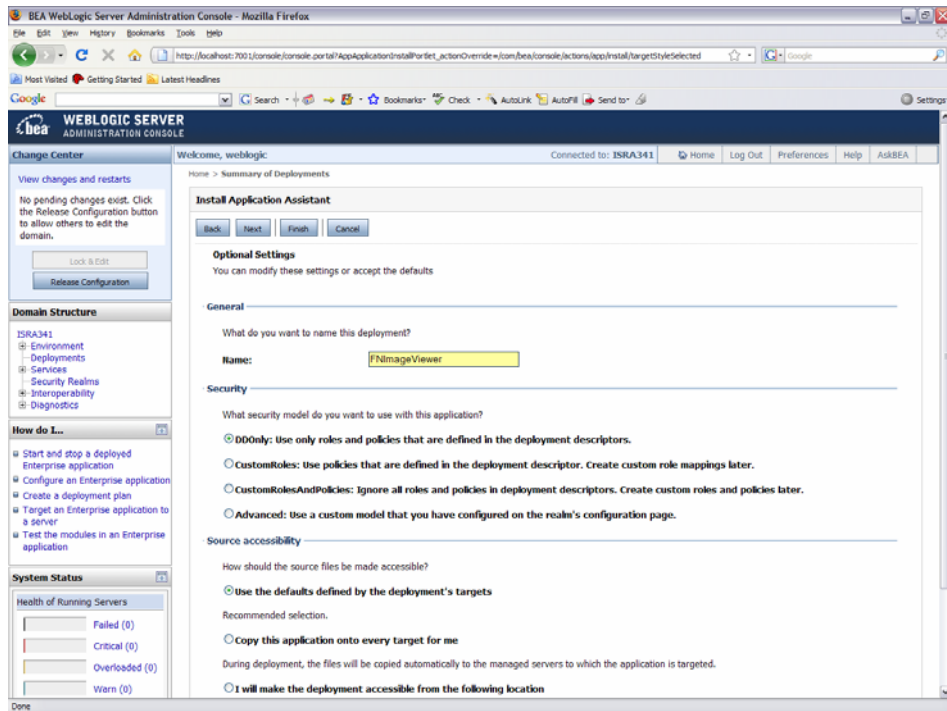 BEA WebLogic Server Administration Console - Mozilla Firefox
File Edit View History Bookmarks Tools Help
http://localhost:7001/console/console.portal?AppApplicationInstallPortlet_actionOverride=/com/bea/console/actions/app/install/targetStyleSelected
Google
Most Visited Getting Started Latest Headlines
Google Search Bookmarks Check AutoLink AutoFill Send to Settings
bea WEBLOGIC SERVER
ADMINISTRATION CONSOLE
Change Center
View changes and restarts
No pending changes exist. Click
the Release Configuration button
to allow others to edit the
domain.
Lock & Edit
Release Configuration
Domain Structure
ISRA341
Environment
Deployments
Services
Security Realms
Interoperability
Diagnostics
How do I...
Start and stop a deployed
Enterprise application
Configure an Enterprise application
Create a deployment plan
Target an Enterprise application to
a server
Test the modules in an Enterprise
application
System Status
Health of Running Servers
Failed (0)
Critical (0)
Overloaded (0)
Warn (0)
Welcome, weblogic Connected to: ISRA341 Home Log Out Preferences Help AskBEA
Home > Summary of Deployments
Install Application Assistant
Back Next Finish Cancel
Optional Settings
You can modify these settings or accept the defaults
General
What do you want to name this deployment?
Name: FNImageViewer
Security
What security model do you want to use with this application?
DDOnly: Use only roles and policies that are defined in the deployment descriptors.
CustomRoles: Use policies that are defined in the deployment descriptor. Create custom role mappings later.
CustomRolesAndPolicies: Ignore all roles and policies in deployment descriptors. Create custom roles and policies later.
Advanced: Use a custom model that you have configured on the realm's configuration page.
Source accessibility
How should the source files be made accessible?
Use the defaults defined by the deployment's targets
Recommended selection.
Copy this application onto every target for me
During deployment, the files will be copied automatically to the managed servers to which the application is targeted.
I will make the deployment accessible from the following location
Done